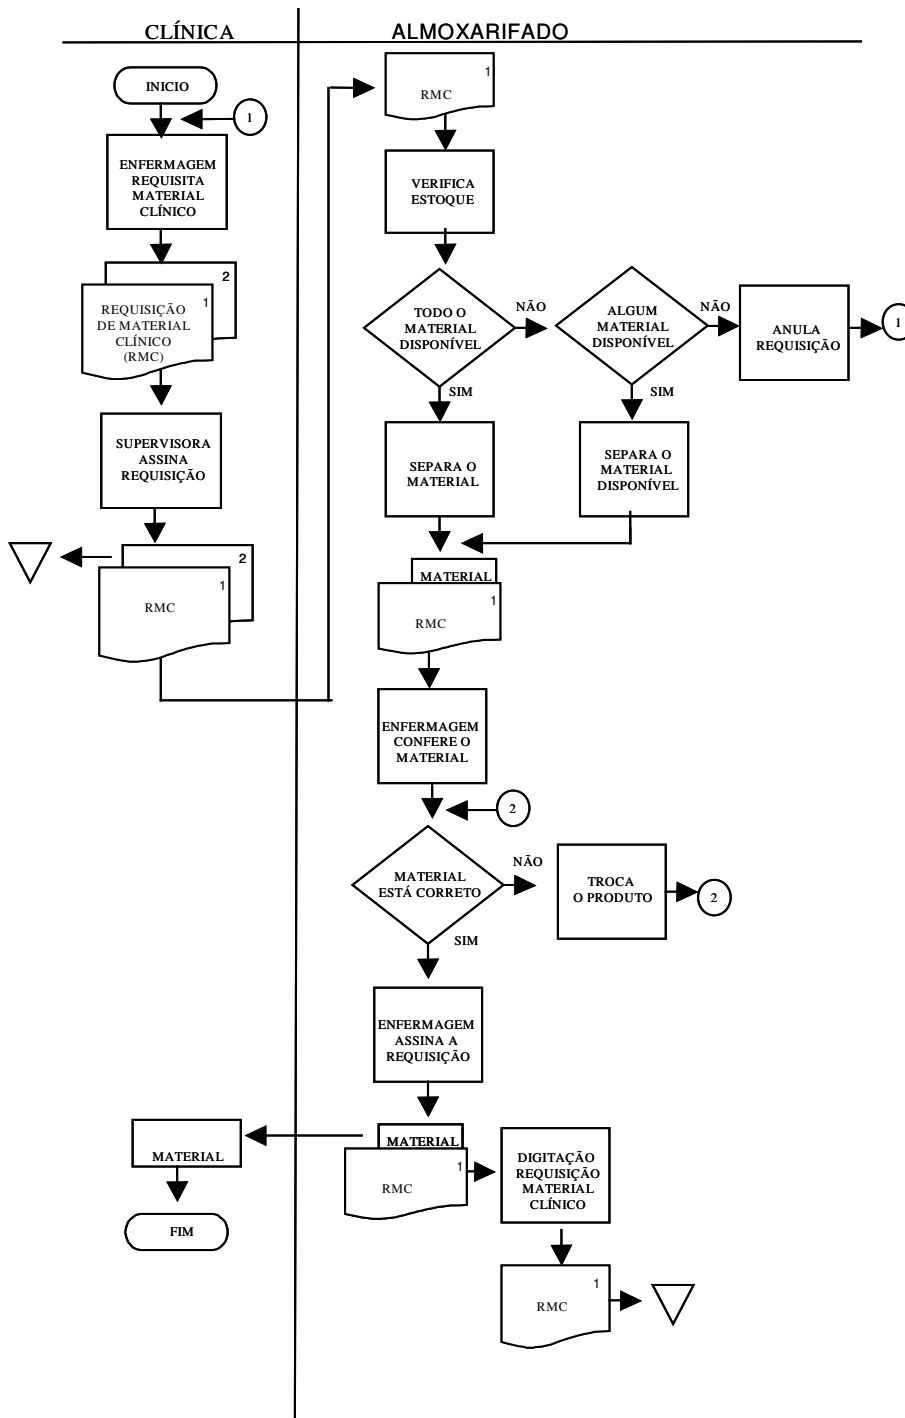 CLÍNICA
ALMOXARIFADO
INICIO
1
ENFERMAGEM
REQUISITA
MATERIAL
CLÍNICO
2
1
REQUISIÇÃO
DE MATERIAL
CLÍNICO
(RMC)
SUPERVISORA
ASSINA
REQUISIÇÃO
2
1
RMC
1
RMC
VERIFICA
ESTOQUE
TODO O
MATERIAL
DISPONÍVEL
NÃO
SIM
ALGUM
MATERIAL
DISPONÍVEL
NÃO
SIM
ANULA
REQUISIÇÃO
1
SEPARA O
MATERIAL
SEPARA O
MATERIAL
DISPONÍVEL
MATERIAL
1
RMC
ENFERMAGEM
CONFERE O
MATERIAL
2
MATERIAL
ESTÁ CORRETO
NÃO
SIM
TROCA
O PRODUTO
2
ENFERMAGEM
ASSINA A
REQUISIÇÃO
MATERIAL
1
RMC
MATERIAL
FIM
DIGITAÇÃO
REQUISIÇÃO
MATERIAL
CLÍNICO
1
RMC